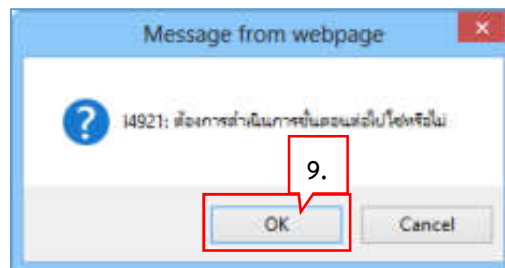 Message from webpage
x
?
I4921: ต้องการดำเนินการขั้นตอนต่อไปใช่หรือไม่
9.
OK
Cancel